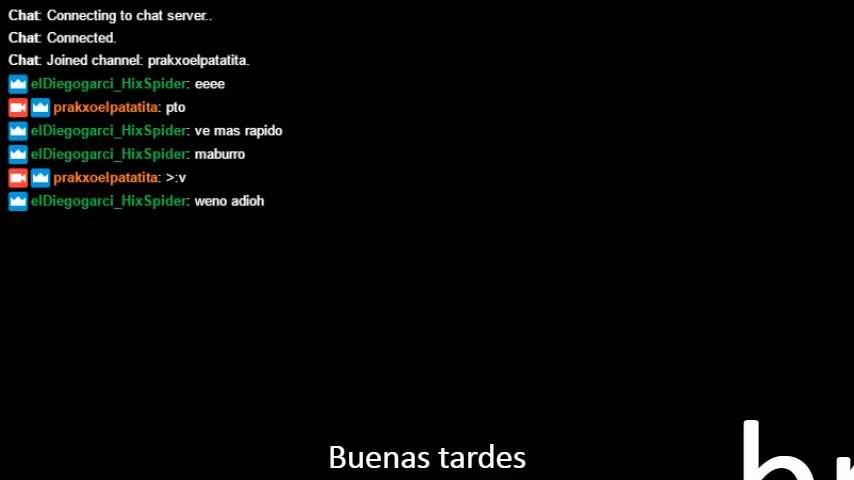 Chat: Connecting to chat server..
Chat: Connected.
Chat: Joined channel: prakxoelpatatita.
elDiegogarci_HixSpider: eeee
prakxoelpatatita: pto
elDiegogarci_HixSpider: ve mas rapido
elDiegogarci_HixSpider: maburro
prakxoelpatatita: >:v
elDiegogarci_HixSpider: weno adioh
Buenas tardes